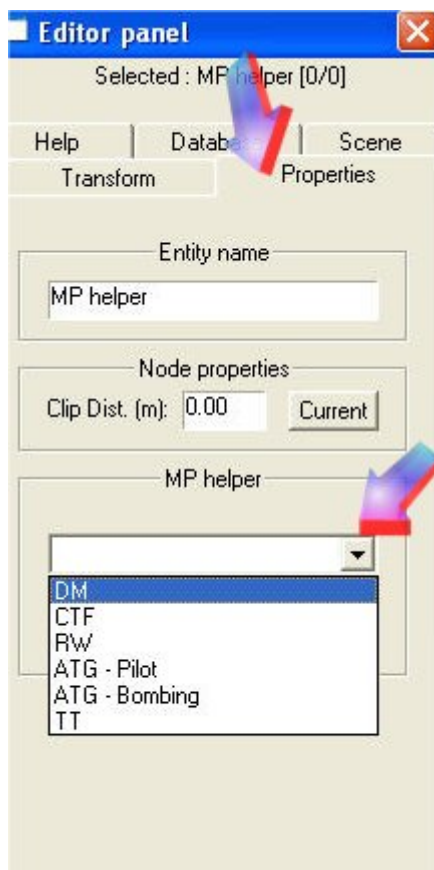 Editor panel
Selected : MP helper [0/0]
Help Database Scene
Transform Properties
Entity name
MP helper
Node properties
Clip Dist. (m): 0.00 Current
MP helper
DM
CTF
RW
ATG - Pilot
ATG - Bombing
TT